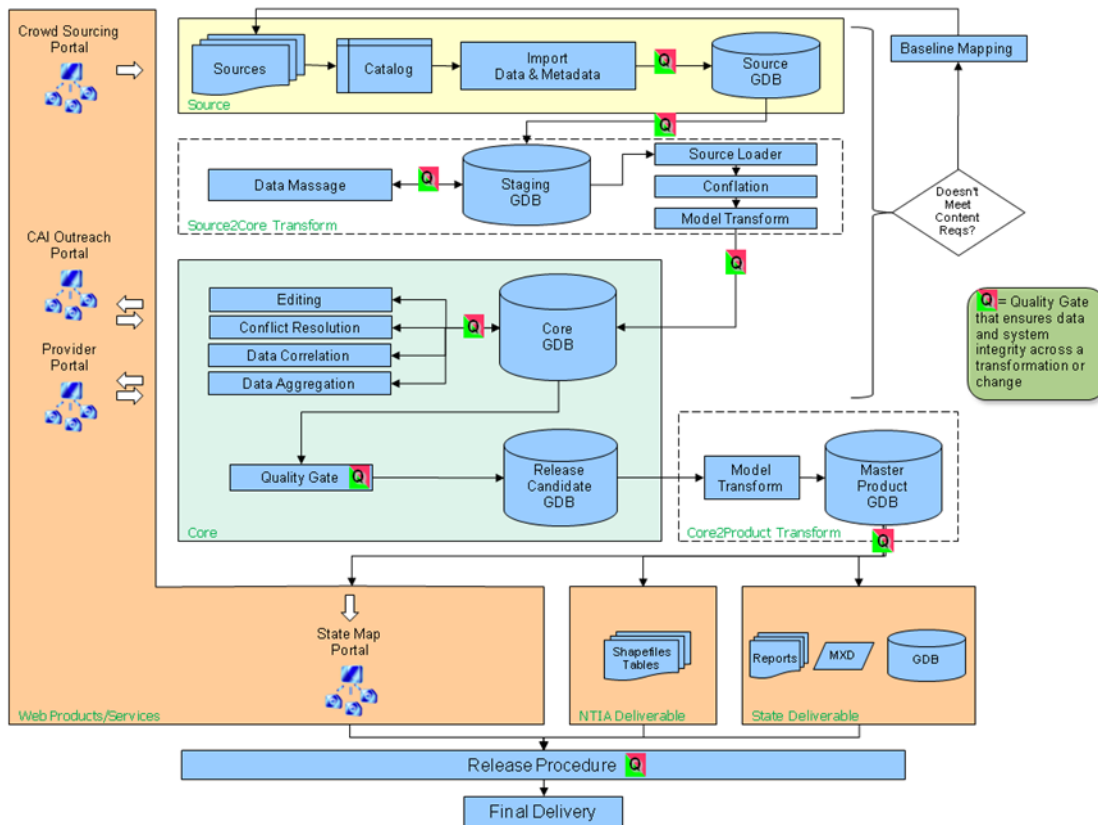 Crowd Sourcing
Portal
Sources
Catalog
Import
Data & Metadata
Q
Source
GDB
Source
Baseline Mapping
Q
Data Massage
Q
Staging
GDB
Source Loader
Conflation
Model Transform
Source2Core Transform
Doesn't
Meet
Content
Reqs?
CAI Outreach
Portal
Q
Editing
Conflict Resolution
Data Correlation
Data Aggregation
Q
Core
GDB
Q = Quality Gate
that ensures data
and system
integrity across a
transformation or
change
Provider
Portal
Quality Gate Q
Release
Candidate
GDB
Core
Model
Transform
Master
Product
GDB
Core2Product Transform
Q
State Map
Portal
Web Products/Services
Shapefiles
Tables
NTIA Deliverable
Reports
MXD
GDB
State Deliverable
Release Procedure Q
Final Delivery